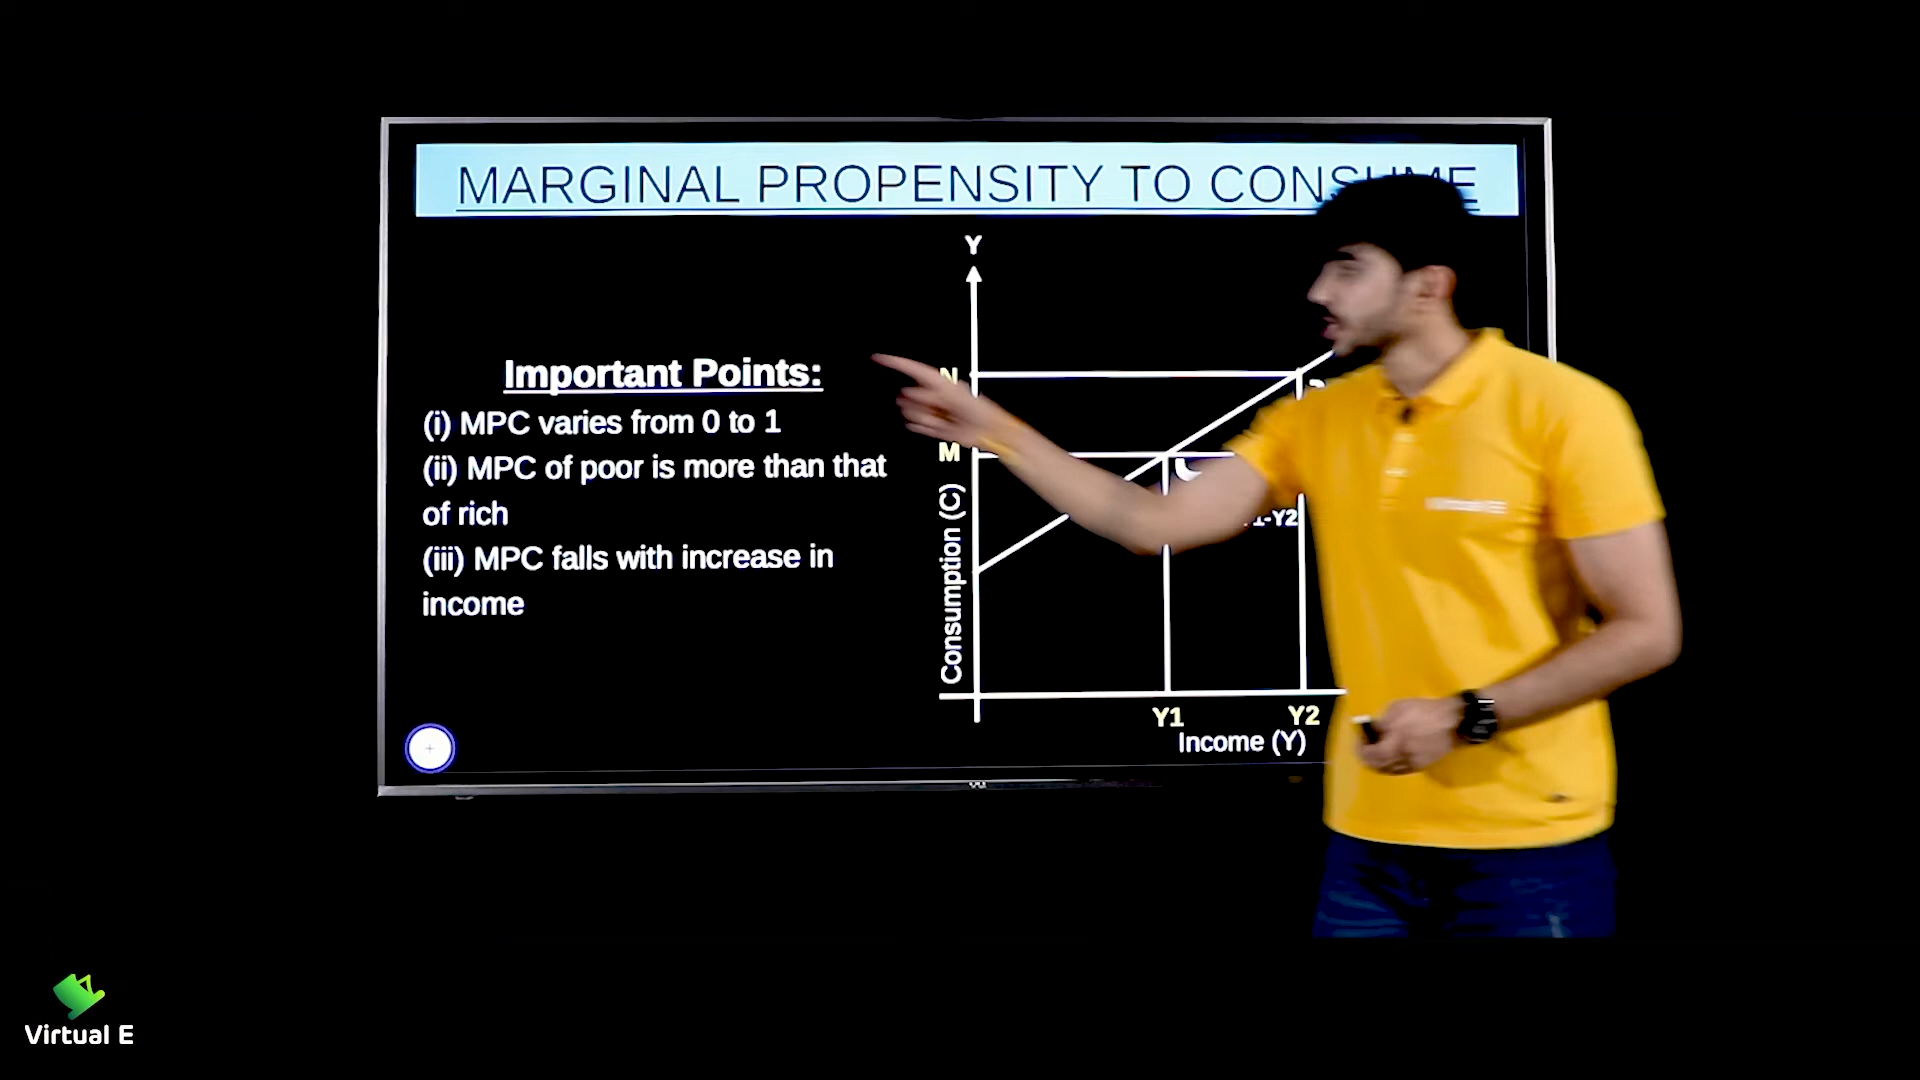 MARGINAL PROPENSITY TO CONSUME
Y
Important Points:
(i) MPC varies from 0 to 1
(ii) MPC of poor is more than that
of rich
(iii) MPC falls with increase in
income
N
M
Consumption (C)
Y1
Y2
Income (Y)
Virtual E